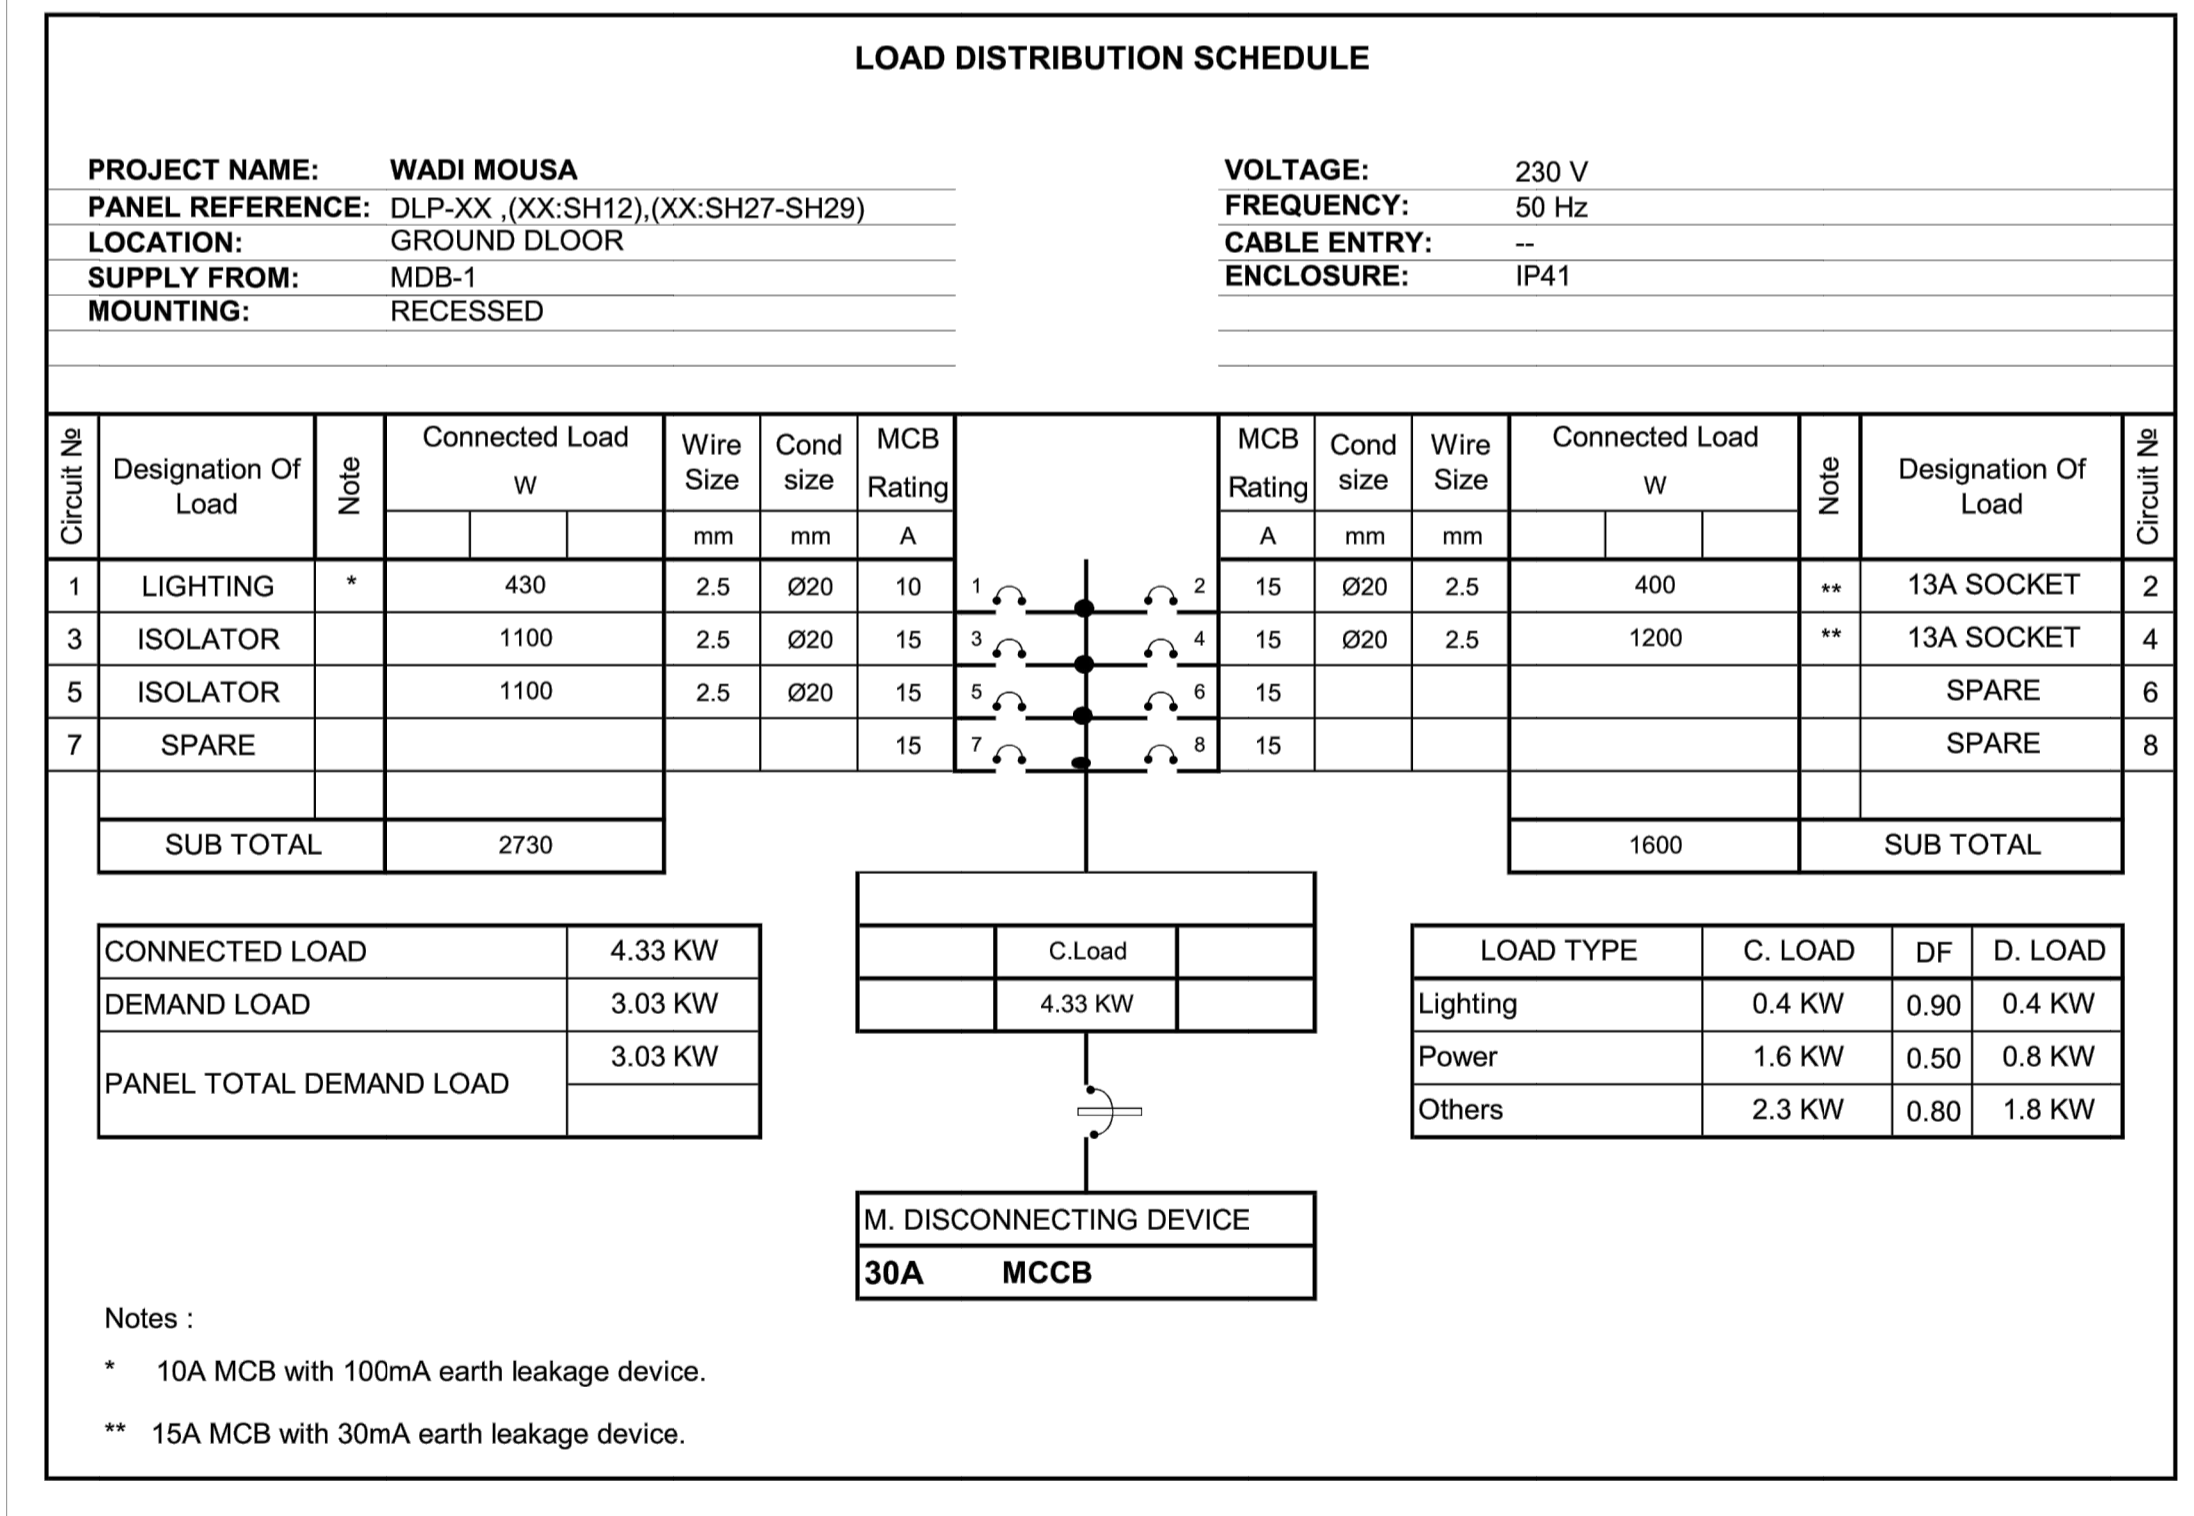 LOAD DISTRIBUTION SCHEDULE
PROJECT NAME: WADI MOUSA
PANEL REFERENCE: DLP-XX ,(XX:SH12),(XX:SH27-SH29)
LOCATION: GROUND DLOOR
SUPPLY FROM: MDB-1
MOUNTING: RECESSED
VOLTAGE: 230 V
FREQUENCY: 50 Hz
CABLE ENTRY: --
ENCLOSURE: IP41
Circuit № Designation Of Load Note Connected Load W Wire Size mm Cond size mm MCB Rating A MCB Rating A Cond size mm Wire Size mm Connected Load W Note Designation Of Load Circuit №
1 LIGHTING * 430 2.5 Ø20 10 1 2 15 Ø20 2.5 400 ** 13A SOCKET 2
3 ISOLATOR 1100 2.5 Ø20 15 3 4 15 Ø20 2.5 1200 ** 13A SOCKET 4
5 ISOLATOR 1100 2.5 Ø20 15 5 6 15 SPARE 6
7 SPARE 15 7 8 15 SPARE 8
SUB TOTAL 2730 1600 SUB TOTAL
CONNECTED LOAD 4.33 KW
DEMAND LOAD 3.03 KW
PANEL TOTAL DEMAND LOAD 3.03 KW
C.Load
4.33 KW
LOAD TYPE C. LOAD DF D. LOAD
Lighting 0.4 KW 0.90 0.4 KW
Power 1.6 KW 0.50 0.8 KW
Others 2.3 KW 0.80 1.8 KW
M. DISCONNECTING DEVICE
30A MCCB
Notes :
* 10A MCB with 100mA earth leakage device.
** 15A MCB with 30mA earth leakage device.